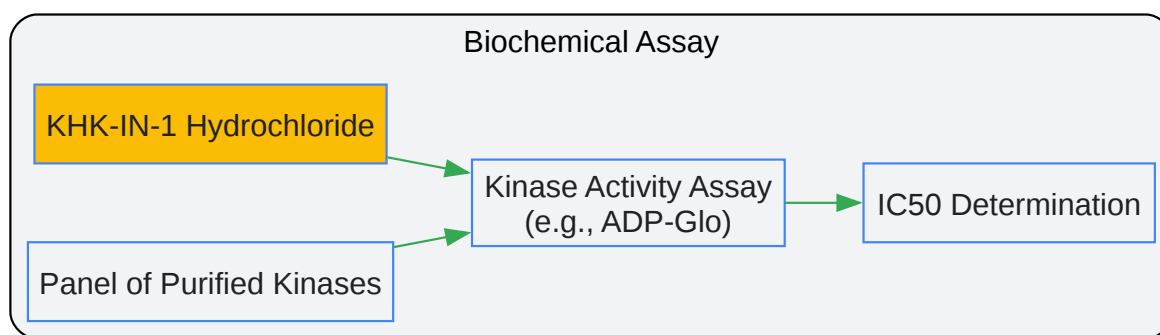 Biochemical Assay
KHK-IN-1 Hydrochloride
Panel of Purified Kinases
Kinase Activity Assay
(e.g., ADP-Glo)
IC50 Determination